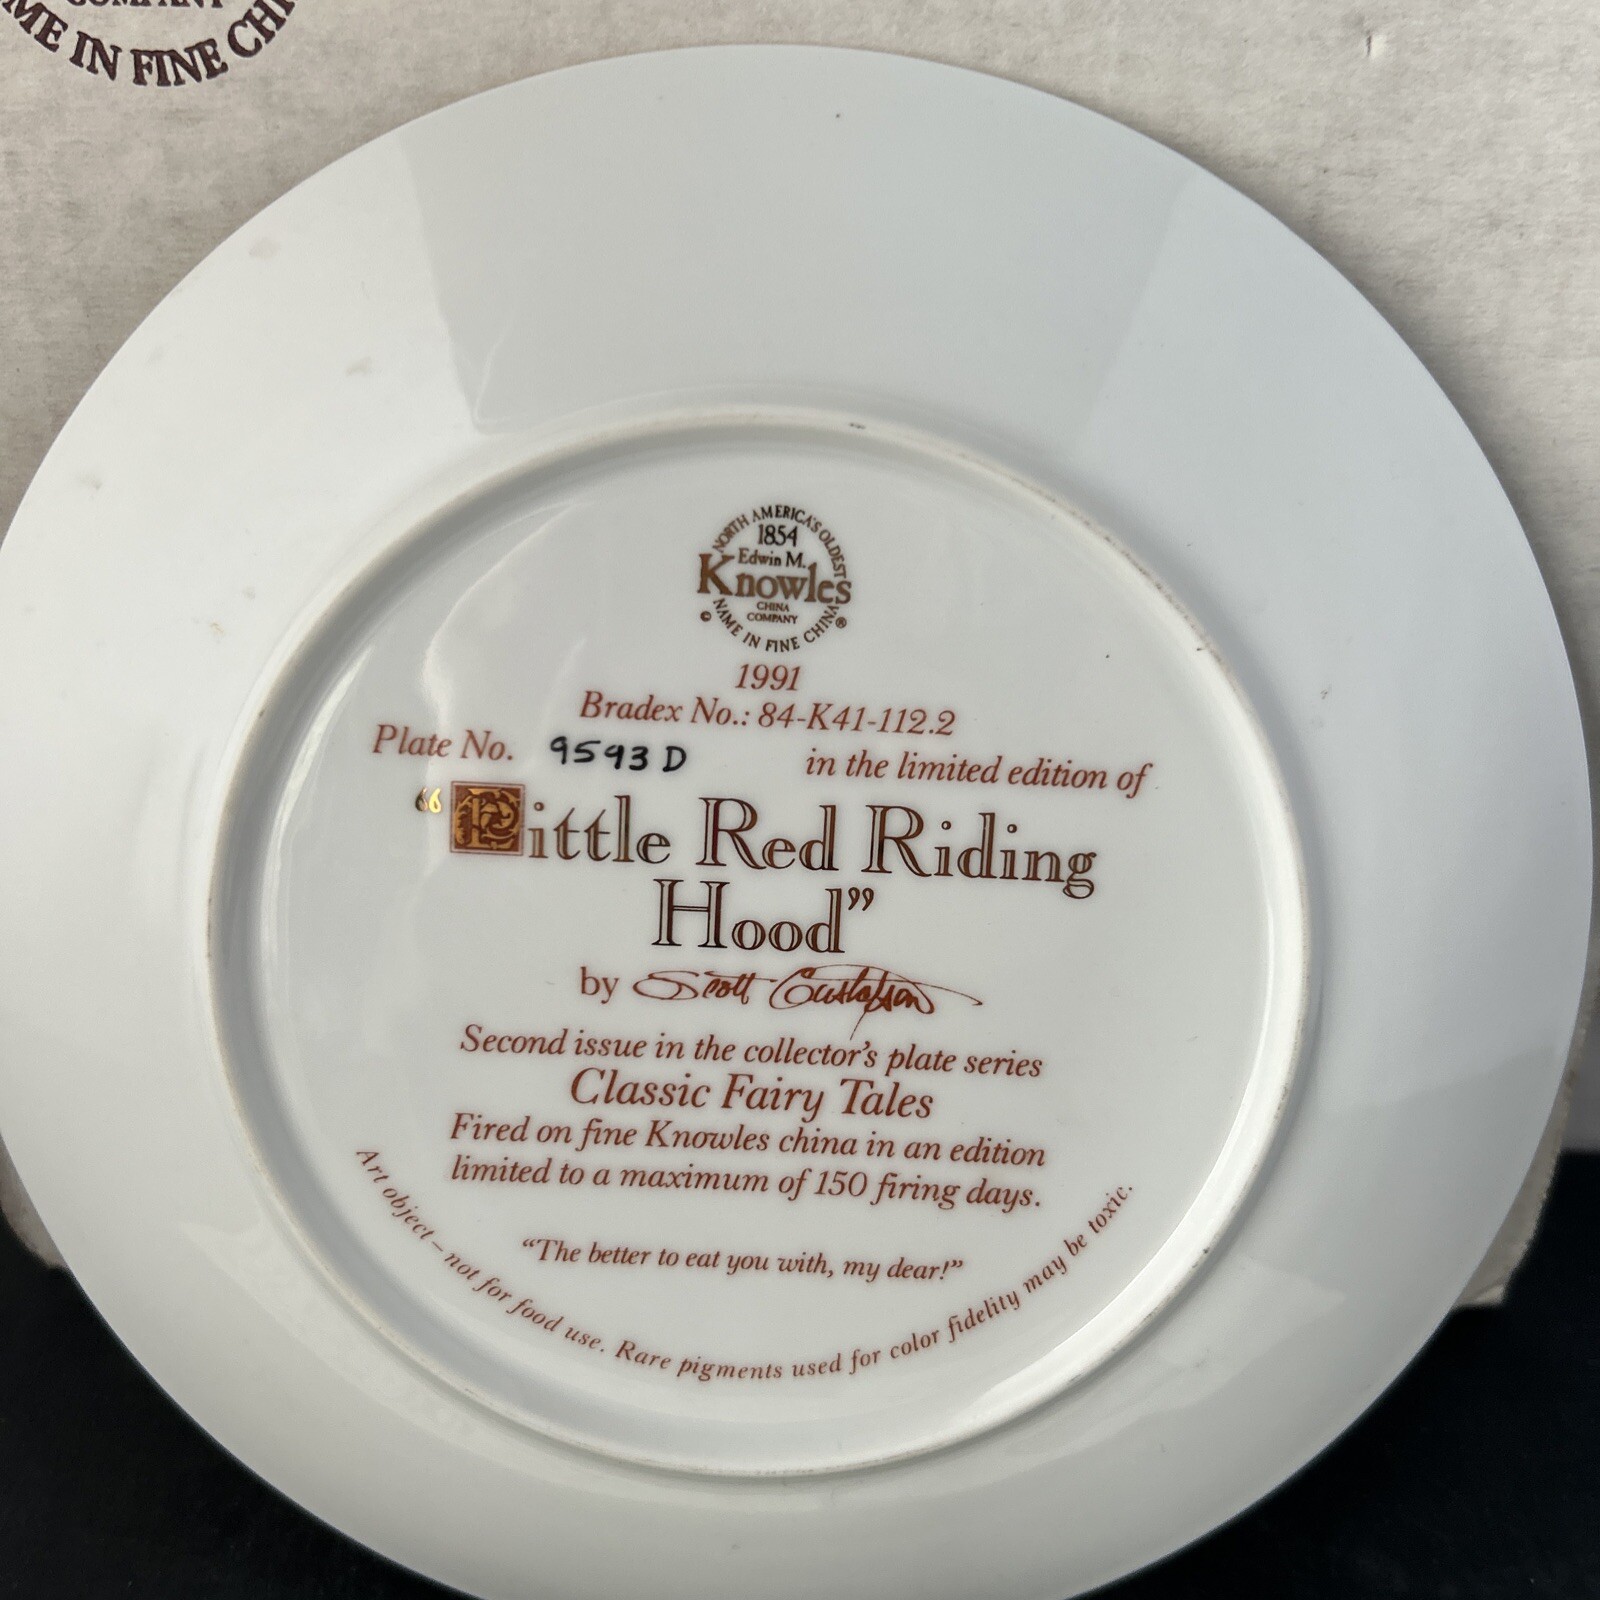 COMPANY
ME IN FINE CHI
NORTH AMERICA'S OLDEST
1854
Edwin M.
Knowles
CHINA
COMPANY
© NAME IN FINE CHINA ®
1991
Bradex No.: 84-K41-112.2
Plate No. 9593 D in the limited edition of
“Little Red Riding
Hood”
by Scott Gustafson
Second issue in the collector's plate series
Classic Fairy Tales
Fired on fine Knowles china in an edition
limited to a maximum of 150 firing days.
“The better to eat you with, my dear!”
Art object – not for food use. Rare pigments used for color fidelity may be toxic.